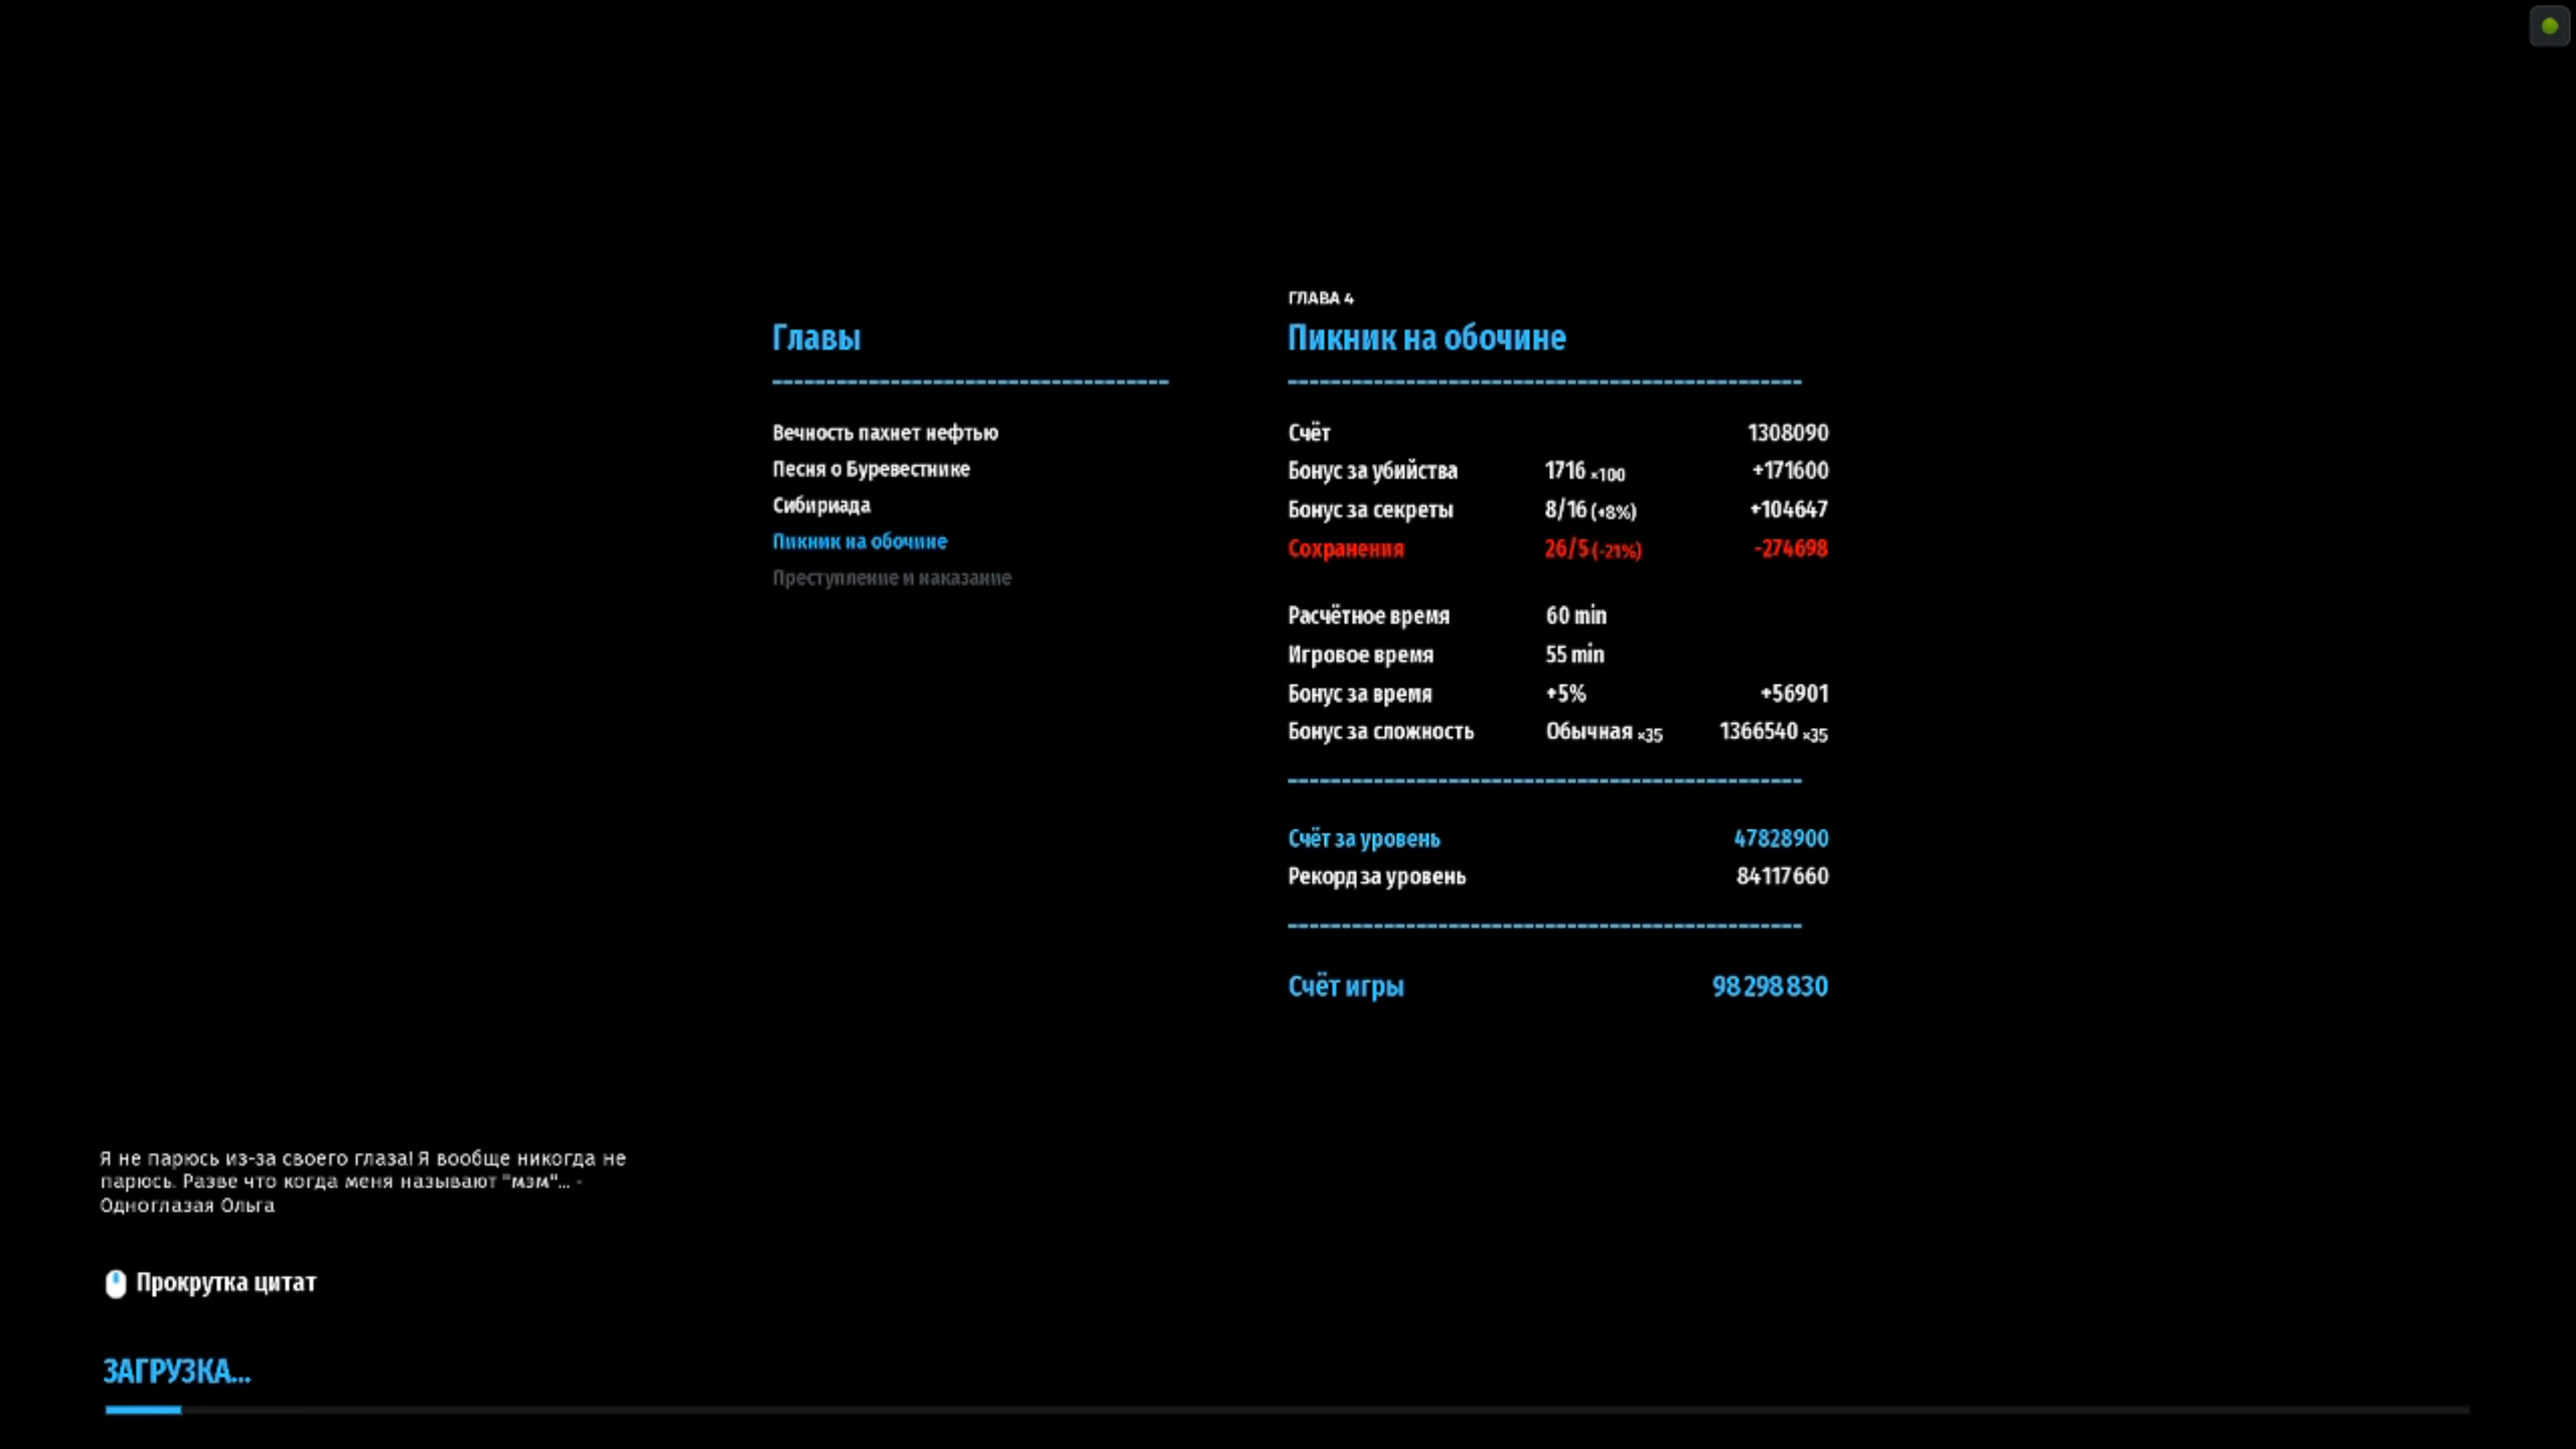 Главы
Вечность пахнет нефтью
Песня о Буревестнике
Сибириада
Пикник на обочине
Преступление и наказание
ГЛАВА 4
Пикник на обочине
Счёт 1308090
Бонус за убийства 1716 ×100 +171600
Бонус за секреты 8/16 (+8%) +104647
Сохранения 26/5 (-21%) -274698
Расчётное время 60 min
Игровое время 55 min
Бонус за время +5% +56901
Бонус за сложность Обычная ×35 1366540 ×35
Счёт за уровень 47828900
Рекорд за уровень 84117660
Счёт игры 98 298 830
Я не парюсь из-за своего глаза! Я вообще никогда не
парюсь. Разве что когда меня называют "мэм"... -
Одноглазая Ольга
Прокрутка цитат
ЗАГРУЗКА...